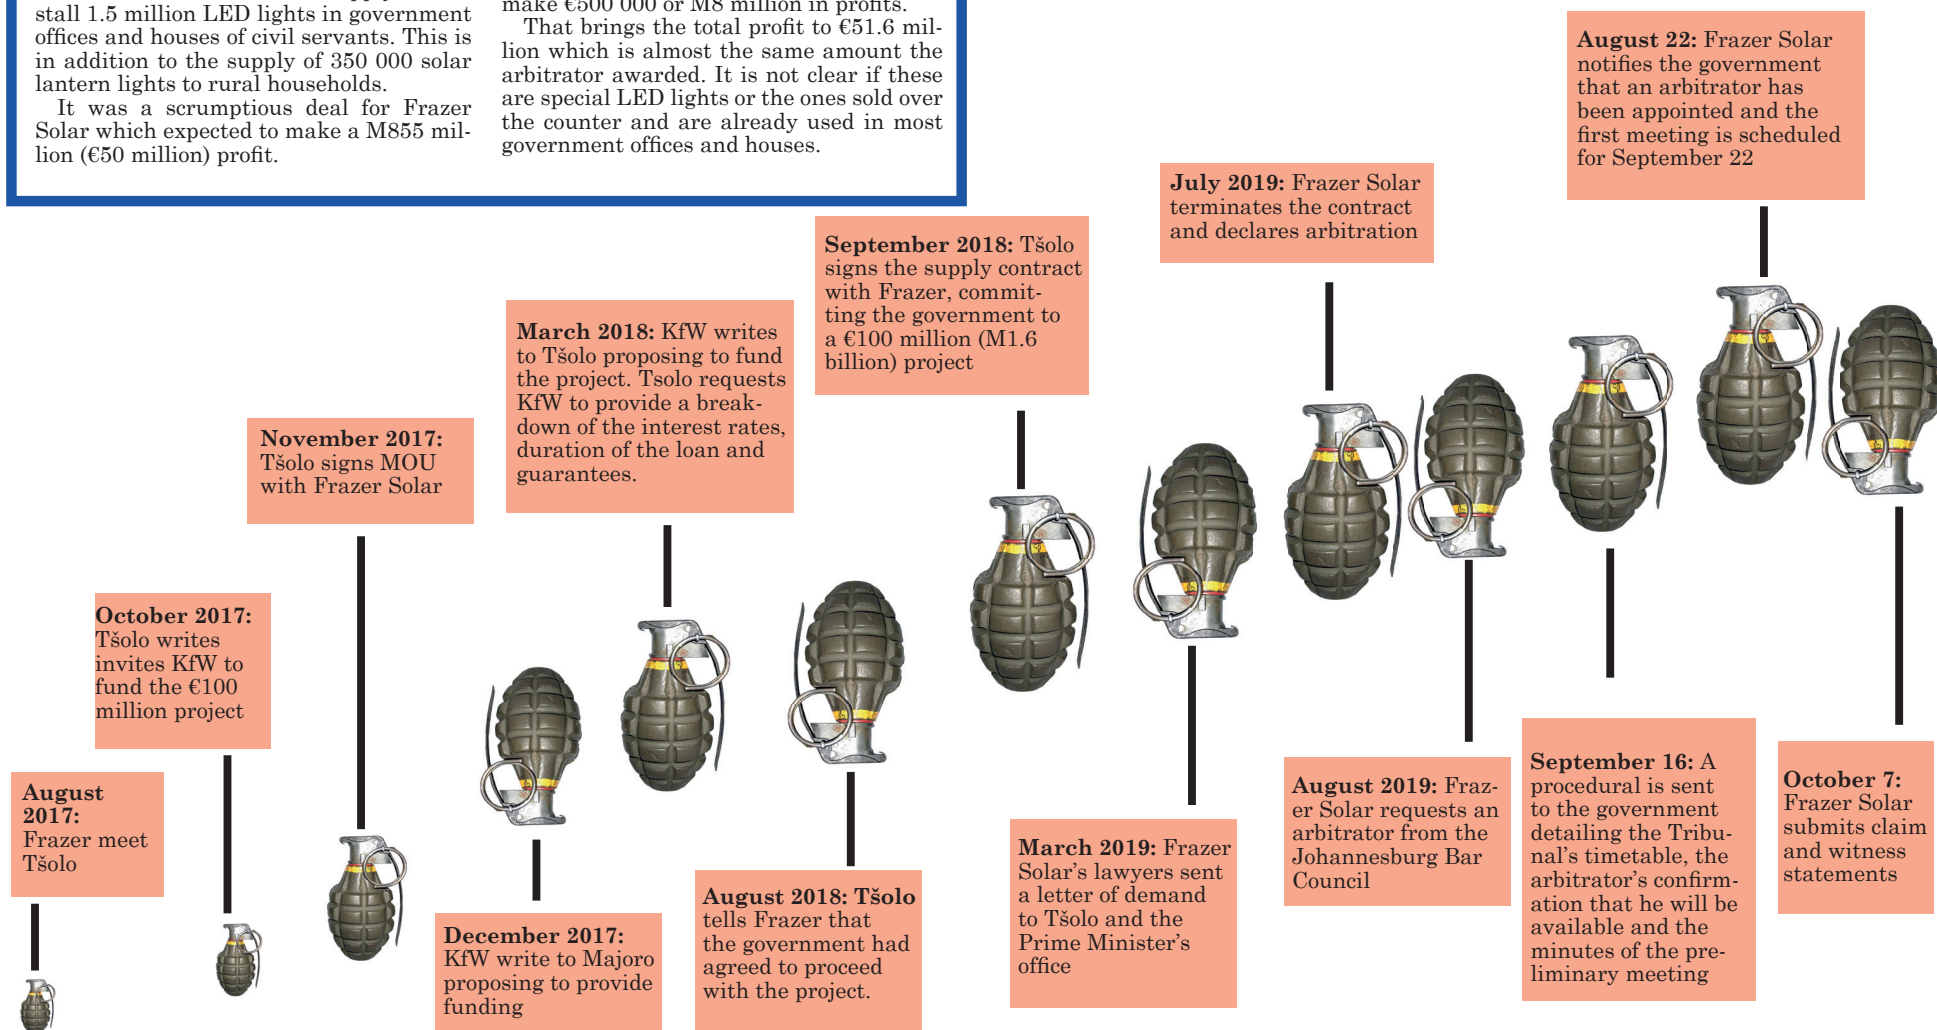 stall 1.5 million LED lights in government
offices and houses of civil servants. This is
in addition to the supply of 350 000 solar
lantern lights to rural households.
It was a scrumptious deal for Frazer
Solar which expected to make a M855 mil-
lion (€50 million) profit.
make €500 000 or M8 million in profits.
That brings the total profit to €51.6 mil-
lion which is almost the same amount the
arbitrator awarded. It is not clear if these
are special LED lights or the ones sold over
the counter and are already used in most
government offices and houses.
August
2017:
Frazer meet
Tšolo
October 2017:
Tšolo writes
invites KfW to
fund the €100
million project
November 2017:
Tšolo signs MOU
with Frazer Solar
December 2017:
KfW write to Majoro
proposing to provide
funding
March 2018: KfW writes
to Tšolo proposing to fund
the project. Tsolo requests
KfW to provide a break-
down of the interest rates,
duration of the loan and
guarantees.
August 2018: Tšolo
tells Frazer that
the government had
agreed to proceed
with the project.
September 2018: Tšolo
signs the supply contract
with Frazer, commit-
ting the government to
a €100 million (M1.6
billion) project
March 2019: Frazer
Solar's lawyers sent
a letter of demand
to Tšolo and the
Prime Minister's
office
July 2019: Frazer Solar
terminates the contract
and declares arbitration
August 2019: Fraz-
er Solar requests an
arbitrator from the
Johannesburg Bar
Council
September 16: A
procedural is sent
to the government
detailing the Tribu-
nal's timetable, the
arbitrator's confirm-
ation that he will be
available and the
minutes of the pre-
liminary meeting
August 22: Frazer Solar
notifies the government
that an arbitrator has
been appointed and the
first meeting is scheduled
for September 22
October 7:
Frazer Solar
submits claim
and witness
statements